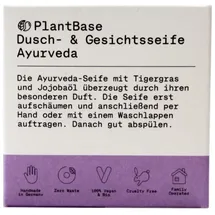 PlantBase
Dusch- & Gesichtsseife
Ayurveda
Die Ayurveda-Seife mit Tigergras
und Jojobaöl überzeugt durch ihren
besonderen Duft. Die Seife erst
aufschäumen und anschließend per
Hand oder mit einem Waschlappen
auftragen. Danach gut abspülen.
Handmade
in Germany
Zero Waste
100% Vegan
& Bio
Cruelty Free
Family
Operated